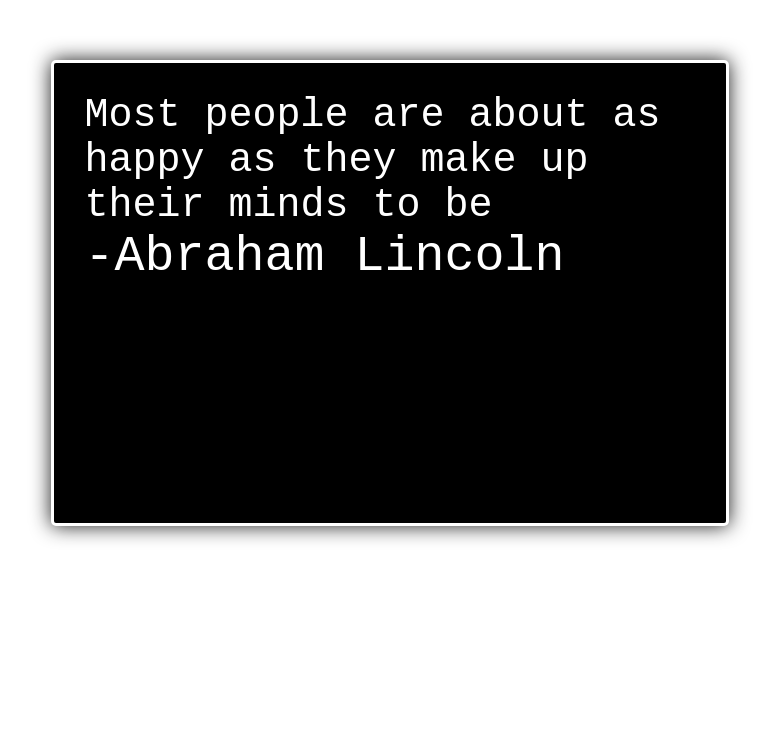 Most people are about as
happy as they make up
their minds to be
-Abraham Lincoln